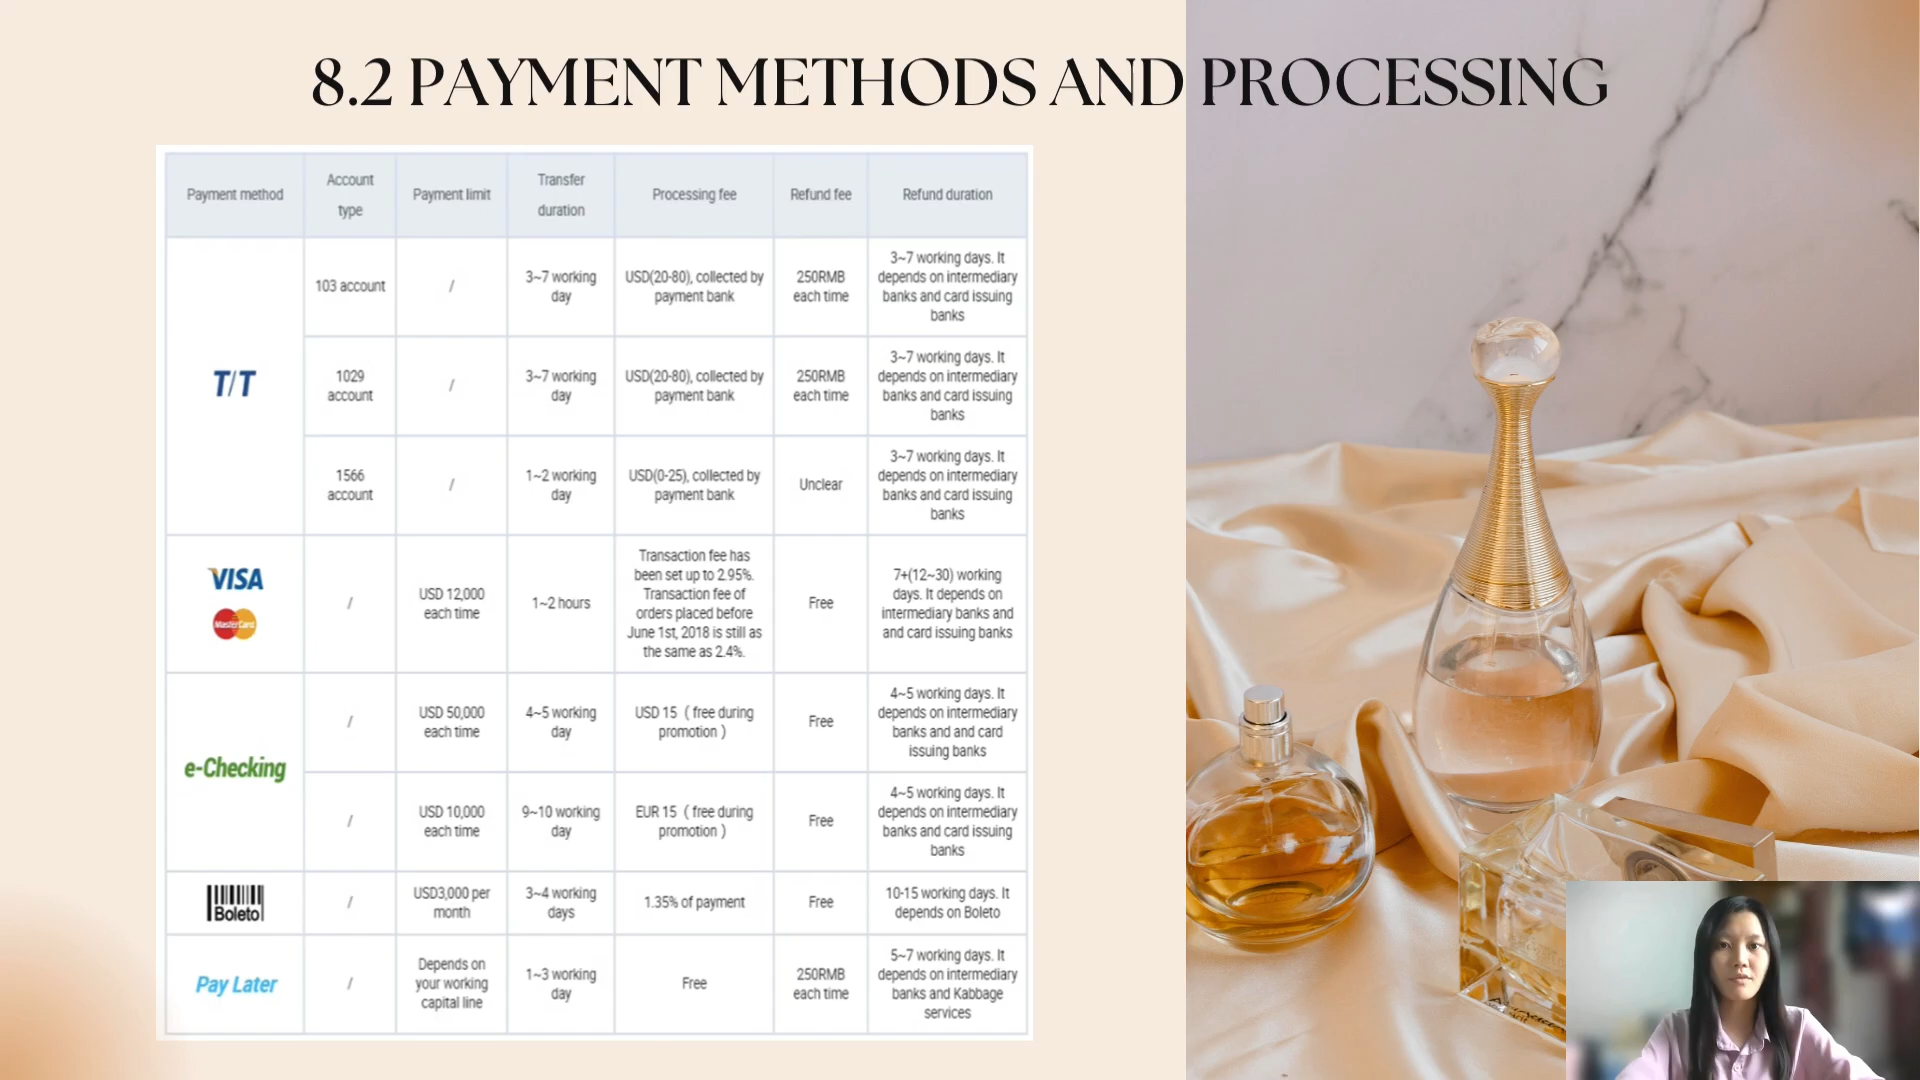 8.2 PAYMENT METHODS AND PROCESSING
Payment method
Account
type
Payment limit
Transfer
duration
Processing fee
Refund fee
Refund duration
T/T
103 account
/
3~7 working
day
USD(20-80), collected by
payment bank
250RMB
each time
3~7 working days. It
depends on intermediary
banks and card issuing
banks
1029
account
/
3~7 working
day
USD(20-80), collected by
payment bank
250RMB
each time
3~7 working days. It
depends on intermediary
banks and card issuing
banks
1566
account
/
1~2 working
day
USD(0-25), collected by
payment bank
Unclear
3~7 working days. It
depends on intermediary
banks and card issuing
banks
VISA
MasterCard
/
USD 12,000
each time
1~2 hours
Transaction fee has
been set up to 2.95%.
Transaction fee of
orders placed before
June 1st, 2018 is still as
the same as 2.4%.
Free
7+(12~30) working
days. It depends on
intermediary banks and
and card issuing banks
e-Checking
/
USD 50,000
each time
4~5 working
day
USD 15 ( free during
promotion )
Free
4~5 working days. It
depends on intermediary
banks and and card
issuing banks
/
USD 10,000
each time
9~10 working
day
EUR 15 ( free during
promotion )
Free
4~5 working days. It
depends on intermediary
banks and card issuing
banks
Boleto
/
USD3,000 per
month
3~4 working
days
1.35% of payment
Free
10-15 working days. It
depends on Boleto
Pay Later
/
Depends on
your working
capital line
1~3 working
day
Free
250RMB
each time
5~7 working days. It
depends on intermediary
banks and Kabbage
services